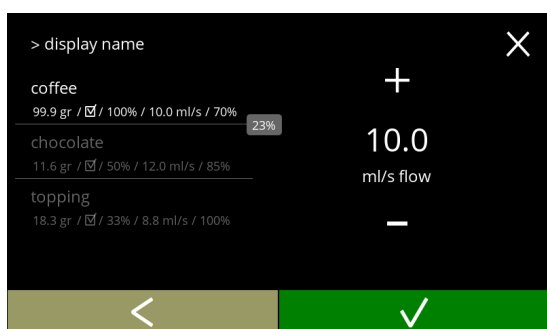 > display name
coffee
99.9 gr / ☑ / 100% / 10.0 ml/s / 70%
23%
chocolate
11.6 gr / ☑ / 50% / 12.0 ml/s / 85%
topping
18.3 gr / ☑ / 33% / 8.8 ml/s / 100%
+
10.0
ml/s flow
−